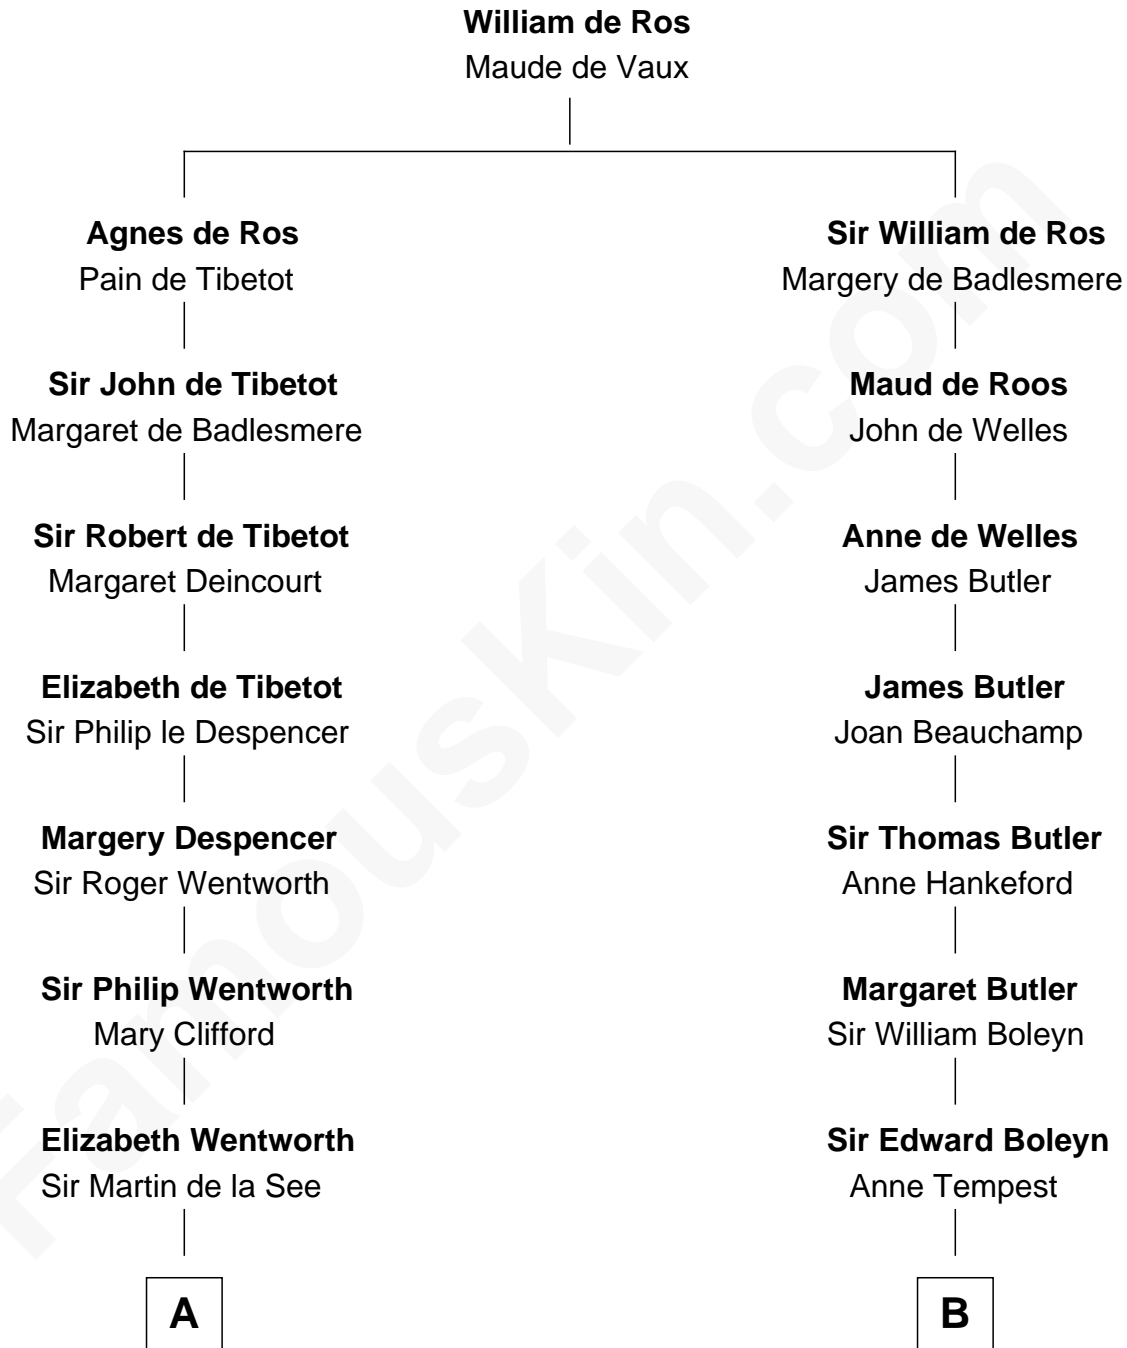 William de Ros
Maude de Vaux
Agnes de Ros
Pain de Tibetot
Sir William de Ros
Margery de Badlesmere
Sir John de Tibetot
Margaret de Badlesmere
Maud de Roos
John de Welles
Sir Robert de Tibetot
Margaret Deincourt
Anne de Welles
James Butler
Elizabeth de Tibetot
Sir Philip le Despencer
James Butler
Joan Beauchamp
Margery Despencer
Sir Roger Wentworth
Sir Thomas Butler
Anne Hankeford
Sir Philip Wentworth
Mary Clifford
Margaret Butler
Sir William Boleyn
Elizabeth Wentworth
Sir Martin de la See
Sir Edward Boleyn
Anne Tempest
A
B
FamousKin.com